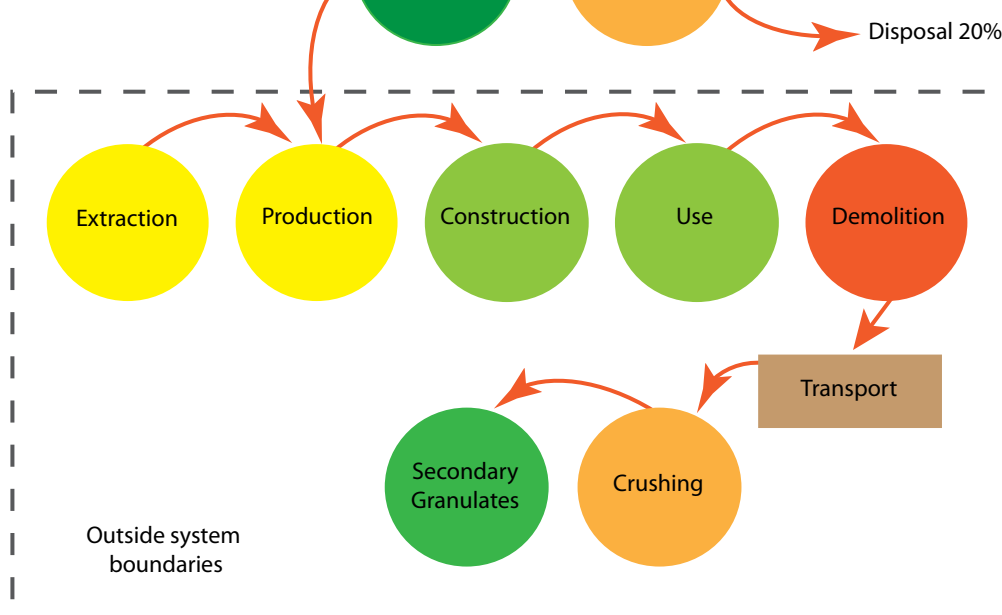 Disposal 20%
Extraction
Production
Construction
Use
Demolition
Transport
Secondary
Granulates
Crushing
Outside system
boundaries